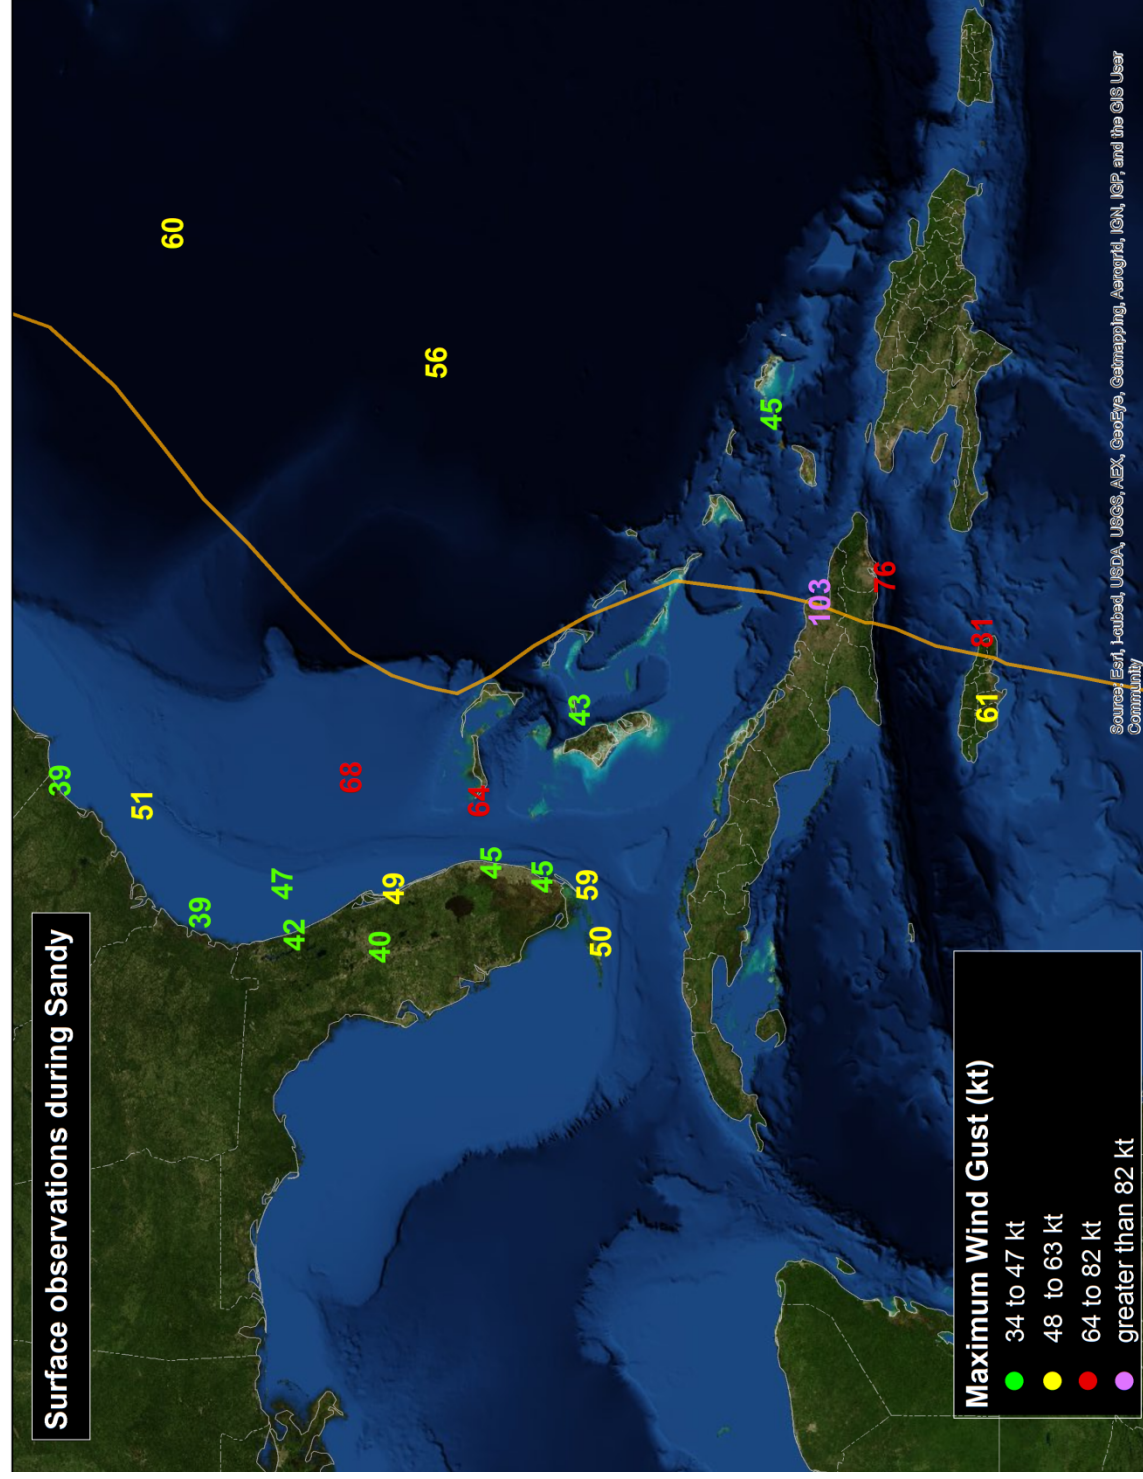 Surface observations during Sandy
60
39
51
39
47
42
68
56
49
40
64
45
45
59
50
43
45
103
76
81
61
Maximum Wind Gust (kt)
34 to 47 kt
48 to 63 kt
64 to 82 kt
greater than 82 kt
Source: Esri, i-cubed, USDA, USGS, AEX, GeoEye, Getmapping, Aerogrid, IGN, IGP, and the GIS User
Community